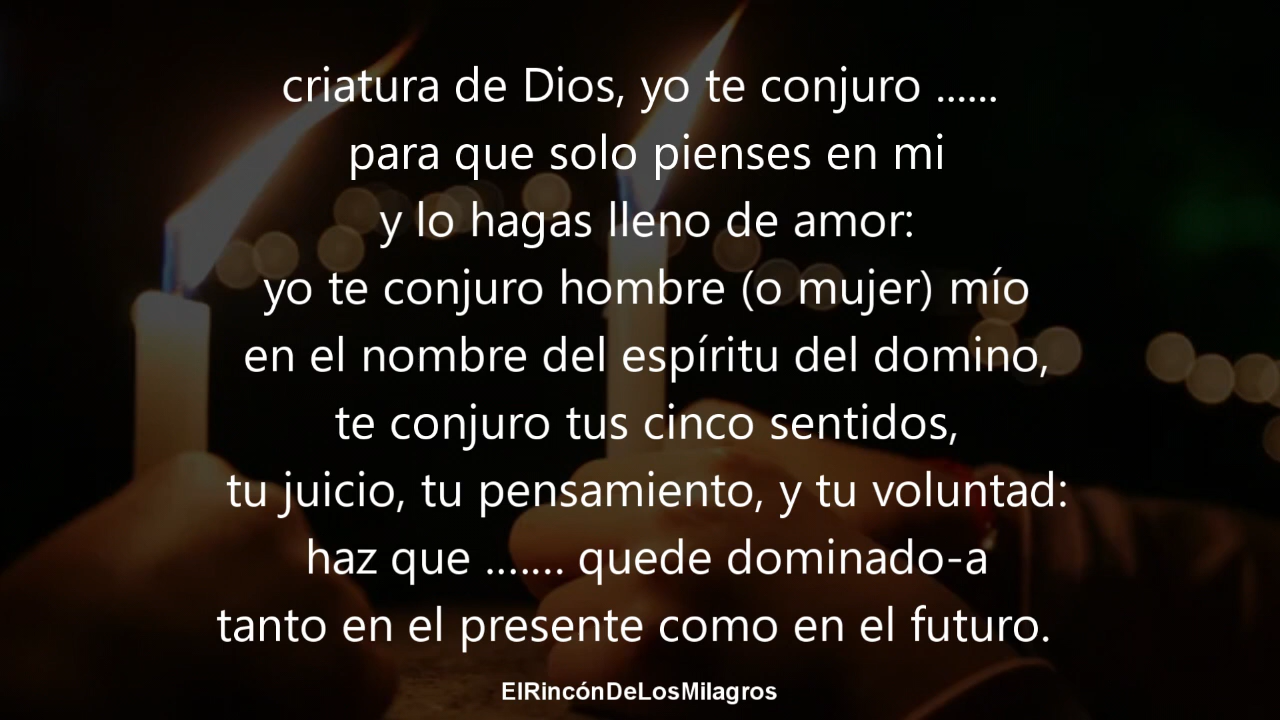 criatura de Dios, yo te conjuro ......
para que solo pienses en mi
y lo hagas lleno de amor:
yo te conjuro hombre (o mujer) mío
en el nombre del espíritu del domino,
te conjuro tus cinco sentidos,
tu juicio, tu pensamiento, y tu voluntad:
haz que ....... quede dominado-a
tanto en el presente como en el futuro.
ElRincónDeLosMilagros